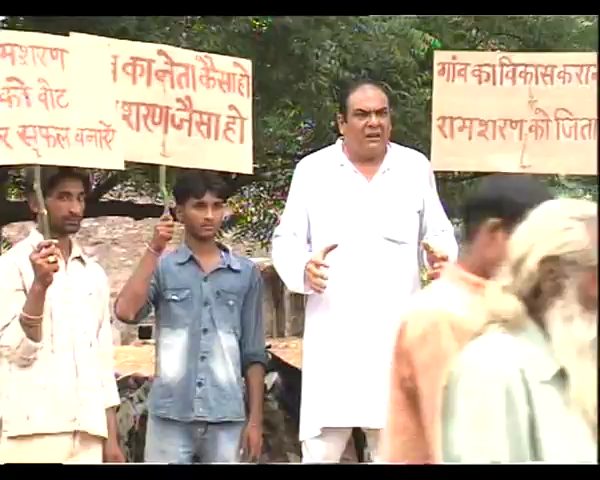 मशरण
को वोट
र सफल बनाऐं
का नेता कैसा हो
शरण जैसा हो
गाँव का विकास करा
रामशरण को जिता